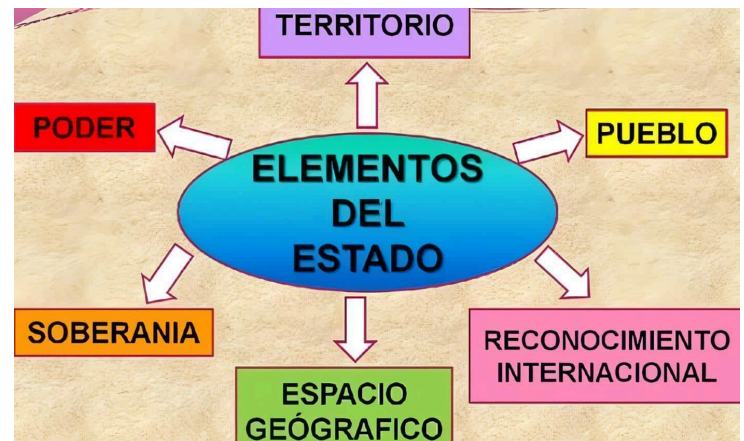 TERRITORIO
PODER
PUEBLO
ELEMENTOS
DEL
ESTADO
SOBERANIA
RECONOCIMIENTO
INTERNACIONAL
ESPACIO
GEÓGRAFICO